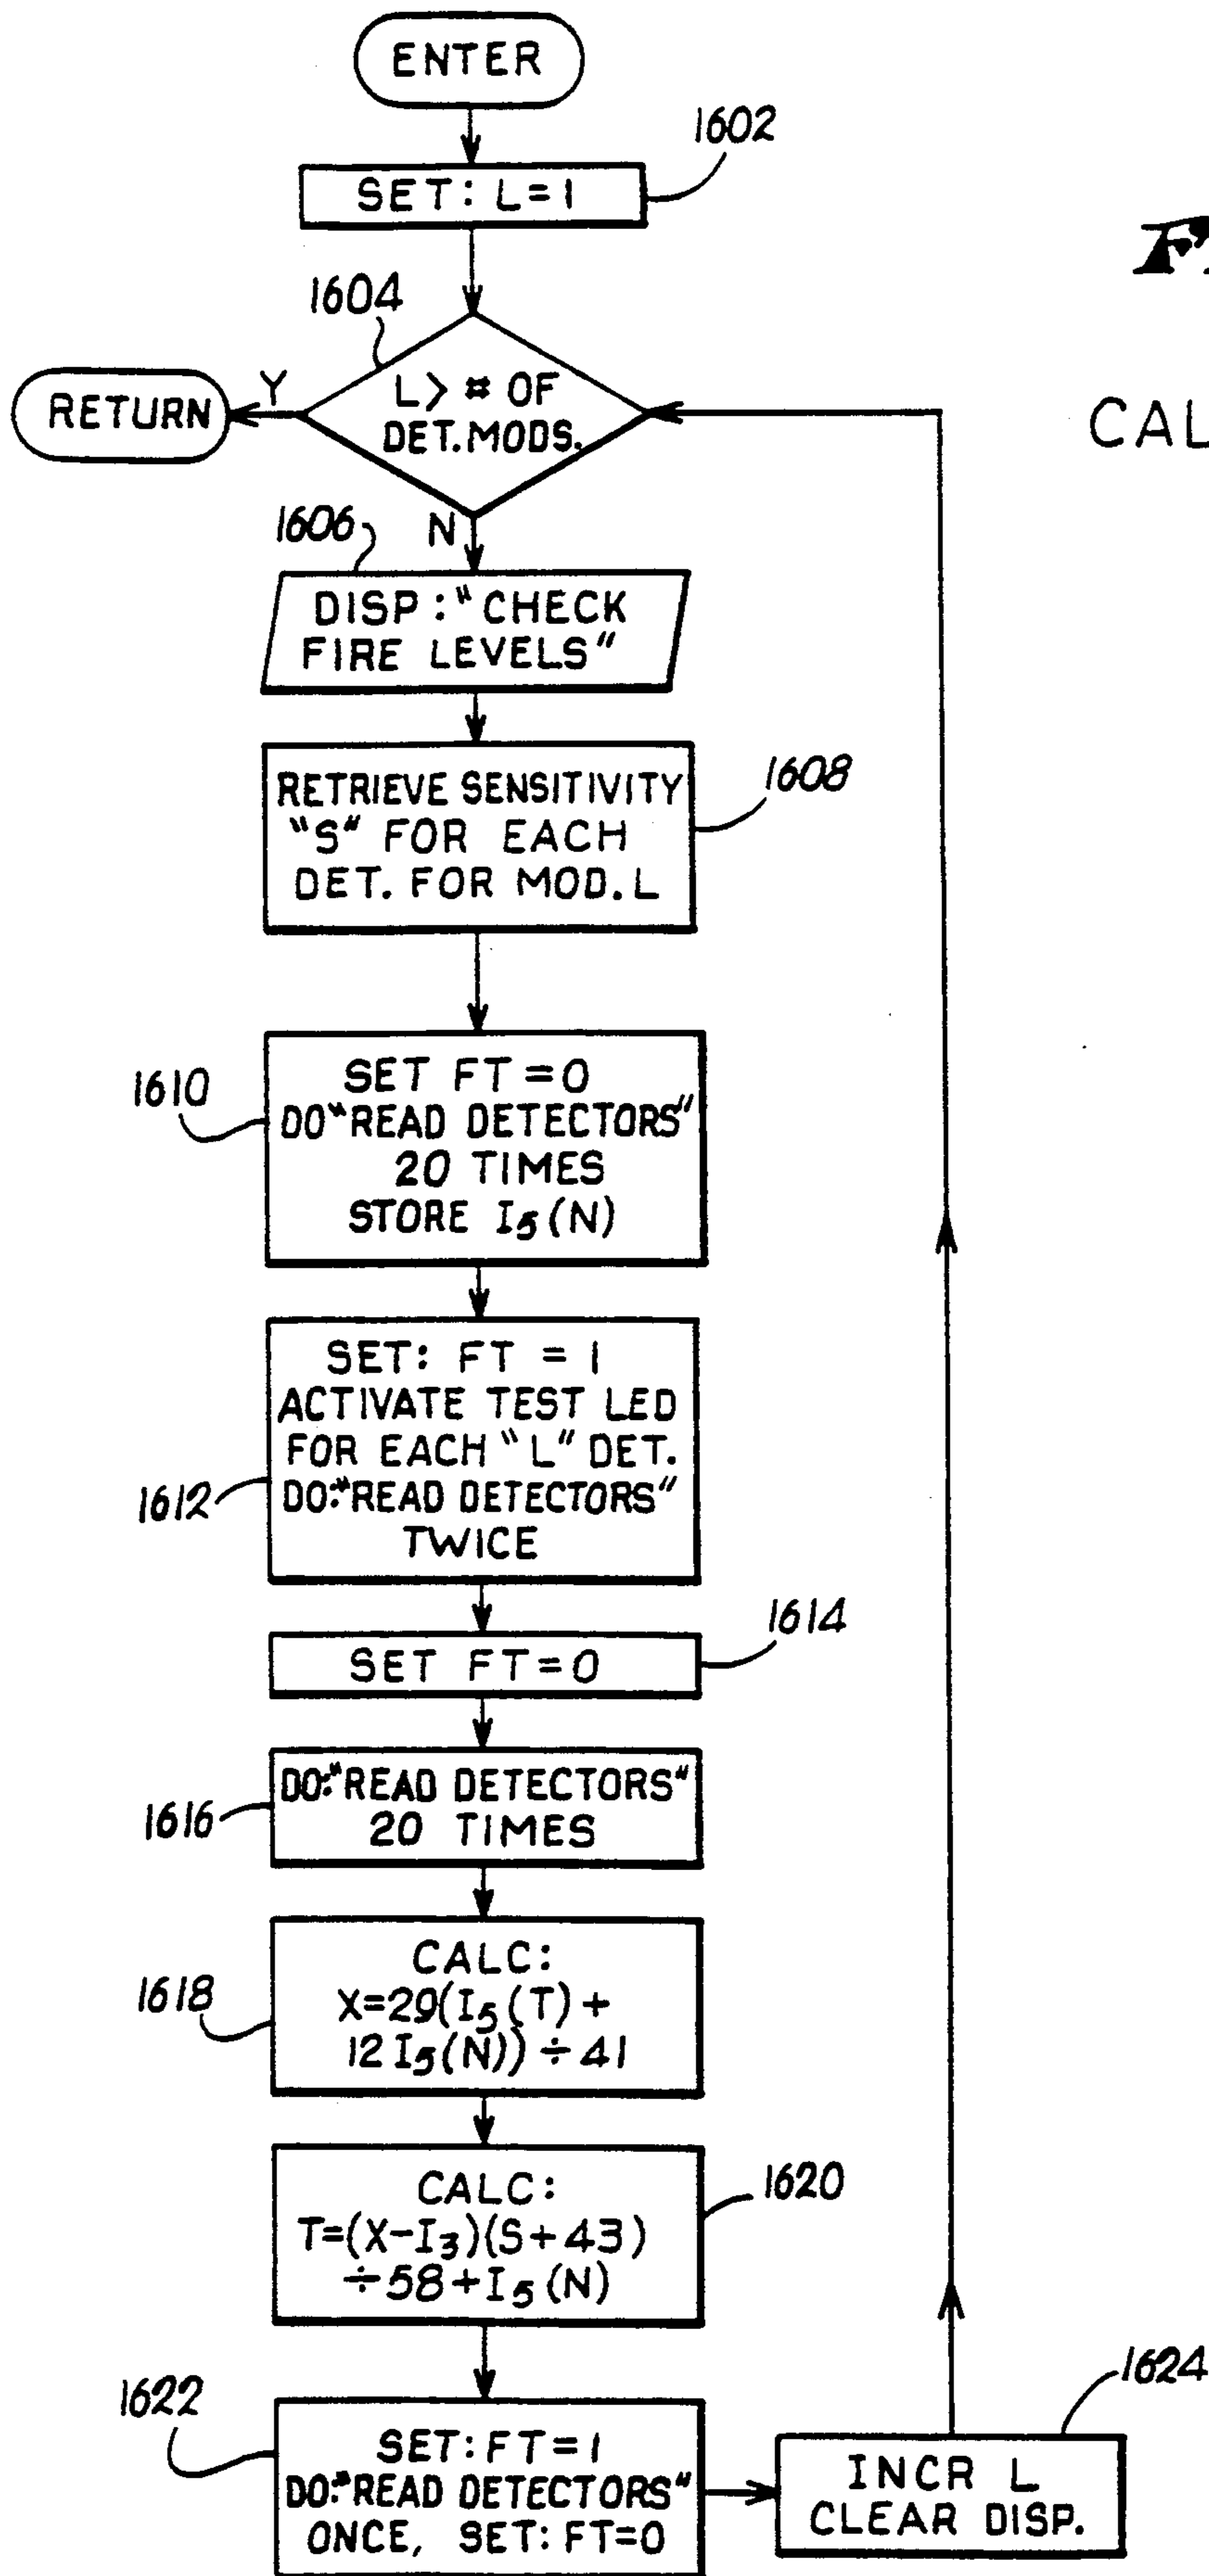 ENTER
1602
SET: L=1
1604
L> # OF
DET. MODS.
Y
RETURN
CAL
N
1606
DISP: "CHECK
FIRE LEVELS"
1608
RETRIEVE SENSITIVITY
"S" FOR EACH
DET. FOR MOD. L
1610
SET FT = 0
DO "READ DETECTORS"
20 TIMES
STORE I5 (N)
1612
SET: FT = 1
ACTIVATE TEST LED
FOR EACH "L" DET.
DO: "READ DETECTORS"
TWICE
1614
SET FT = 0
1616
DO: "READ DETECTORS"
20 TIMES
1618
CALC:
X=29(I5(T) +
12 I5(N)) ÷ 41
1620
CALC:
T=(X-I3)(S+43)
÷58+I5(N)
1622
SET: FT=1
DO: "READ DETECTORS"
ONCE, SET: FT=0
1624
INCR L
CLEAR DISP.